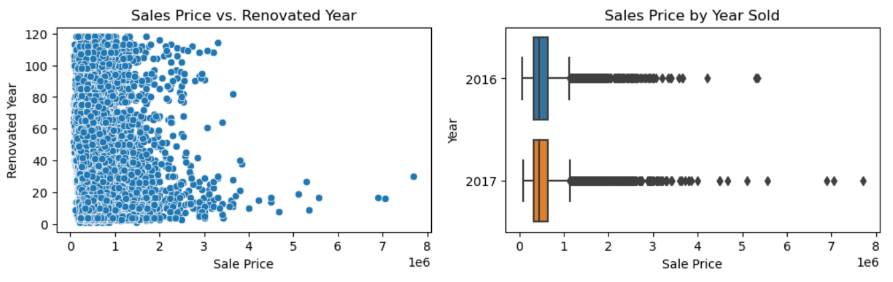 Sales Price vs. Renovated Year
Renovated Year
120
100
80
60
40
20
0
0 1 2 3 4 5 6 7 8
1e6
Sale Price
Sales Price by Year Sold
Year
2016
2017
0 1 2 3 4 5 6 7 8
1e6
Sale Price